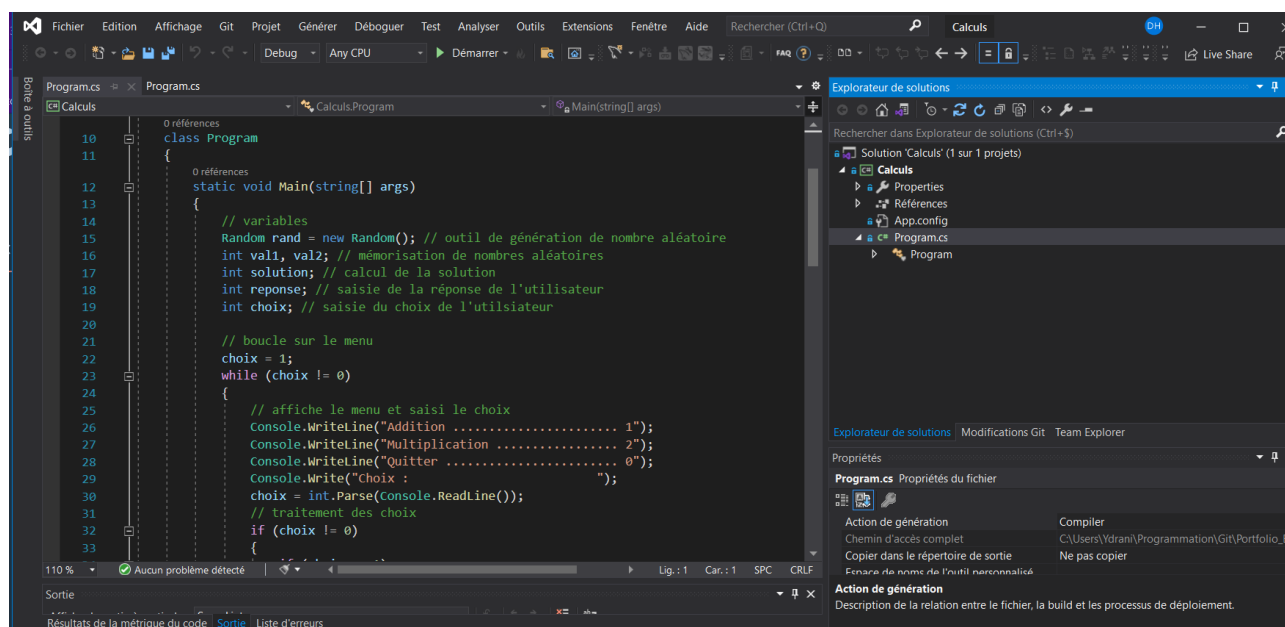 Fichier Edition Affichage Git Projet Générer Déboguer Test Analyser Outils Extensions Fenêtre Aide Rechercher (Ctrl+Q) Calculs DH
Debug Any CPU Démarrer FAQ Live Share
Boîte à outils
Program.cs Program.cs
Calculs Calculs.Program Main(string[] args)
0 références
10 class Program
11 {
0 références
12 static void Main(string[] args)
13 {
14 // variables
15 Random rand = new Random(); // outil de génération de nombre aléatoire
16 int val1, val2; // mémorisation de nombres aléatoires
17 int solution; // calcul de la solution
18 int reponse; // saisie de la réponse de l'utilisateur
19 int choix; // saisie du choix de l'utilsiateur
20
21 // boucle sur le menu
22 choix = 1;
23 while (choix != 0)
24 {
25 // affiche le menu et saisi le choix
26 Console.WriteLine("Addition ....................... 1");
27 Console.WriteLine("Multiplication ................. 2");
28 Console.WriteLine("Quitter ........................ 0");
29 Console.Write("Choix :                          ");
30 choix = int.Parse(Console.ReadLine());
31 // traitement des choix
32 if (choix != 0)
33 {
110 % Aucun problème détecté Lig. : 1 Car. : 1 SPC CRLF
Sortie
Résultats de la métrique du code Sortie Liste d'erreurs
Explorateur de solutions
Rechercher dans Explorateur de solutions (Ctrl+$)
Solution 'Calculs' (1 sur 1 projets)
Calculs
Properties
Références
App.config
Program.cs
Program
Explorateur de solutions Modifications Git Team Explorer
Propriétés
Program.cs Propriétés du fichier
Action de génération Compiler
Chemin d'accès complet C:\Users\Ydrani\Programmation\Git\Portfolio_
Copier dans le répertoire de sortie Ne pas copier
Espace de noms de l'outil personnalisé
Action de génération
Description de la relation entre le fichier, la build et les processus de déploiement.